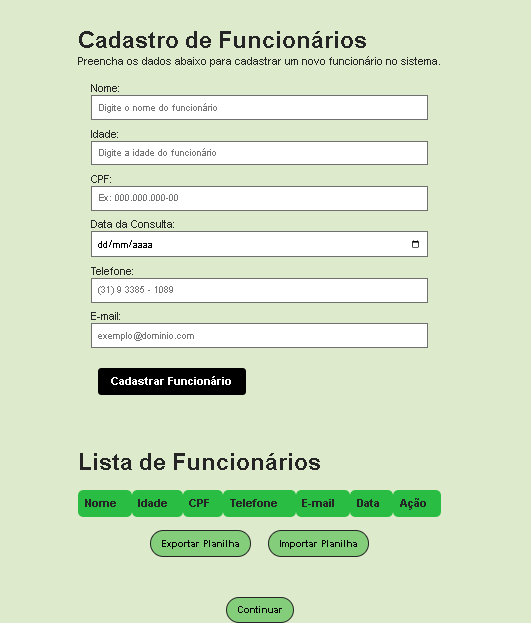 Cadastro de Funcionários
Preencha os dados abaixo para cadastrar um novo funcionário no sistema.
Nome:
Digite o nome do funcionário
Idade:
Digite a idade do funcionário
CPF:
Ex: 000.000.000-00
Data da Consulta:
dd/mm/aaaa
Telefone:
(31) 9 3385 - 1089
E-mail:
exemplo@dominio.com
Cadastrar Funcionário
Lista de Funcionários
Nome Idade CPF Telefone E-mail Data Ação
Exportar Planilha Importar Planilha
Continuar